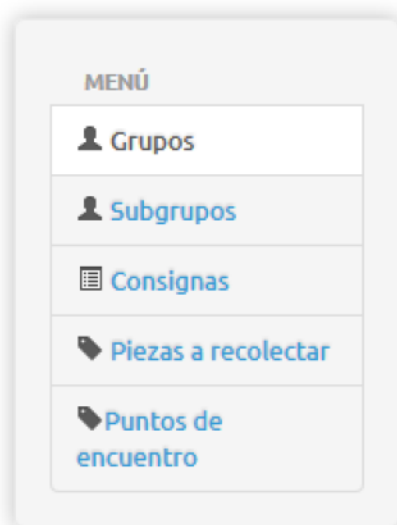 MENÚ
Grupos
Subgrupos
Consignas
Piezas a recolectar
Puntos de
encuentro